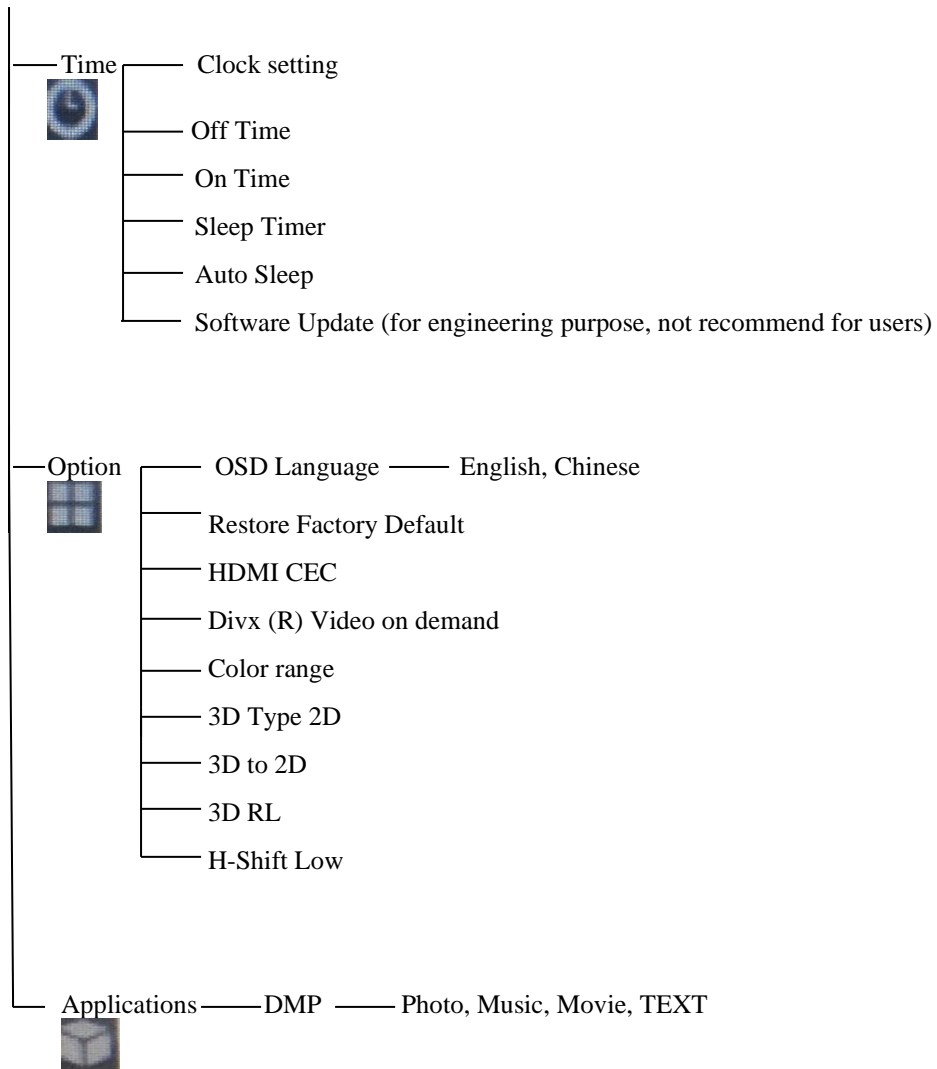 Time Clock setting
Off Time
On Time
Sleep Timer
Auto Sleep
Software Update (for engineering purpose, not recommend for users)
Option OSD Language English, Chinese
Restore Factory Default
HDMI CEC
Divx (R) Video on demand
Color range
3D Type 2D
3D to 2D
3D RL
H-Shift Low
Applications DMP Photo, Music, Movie, TEXT